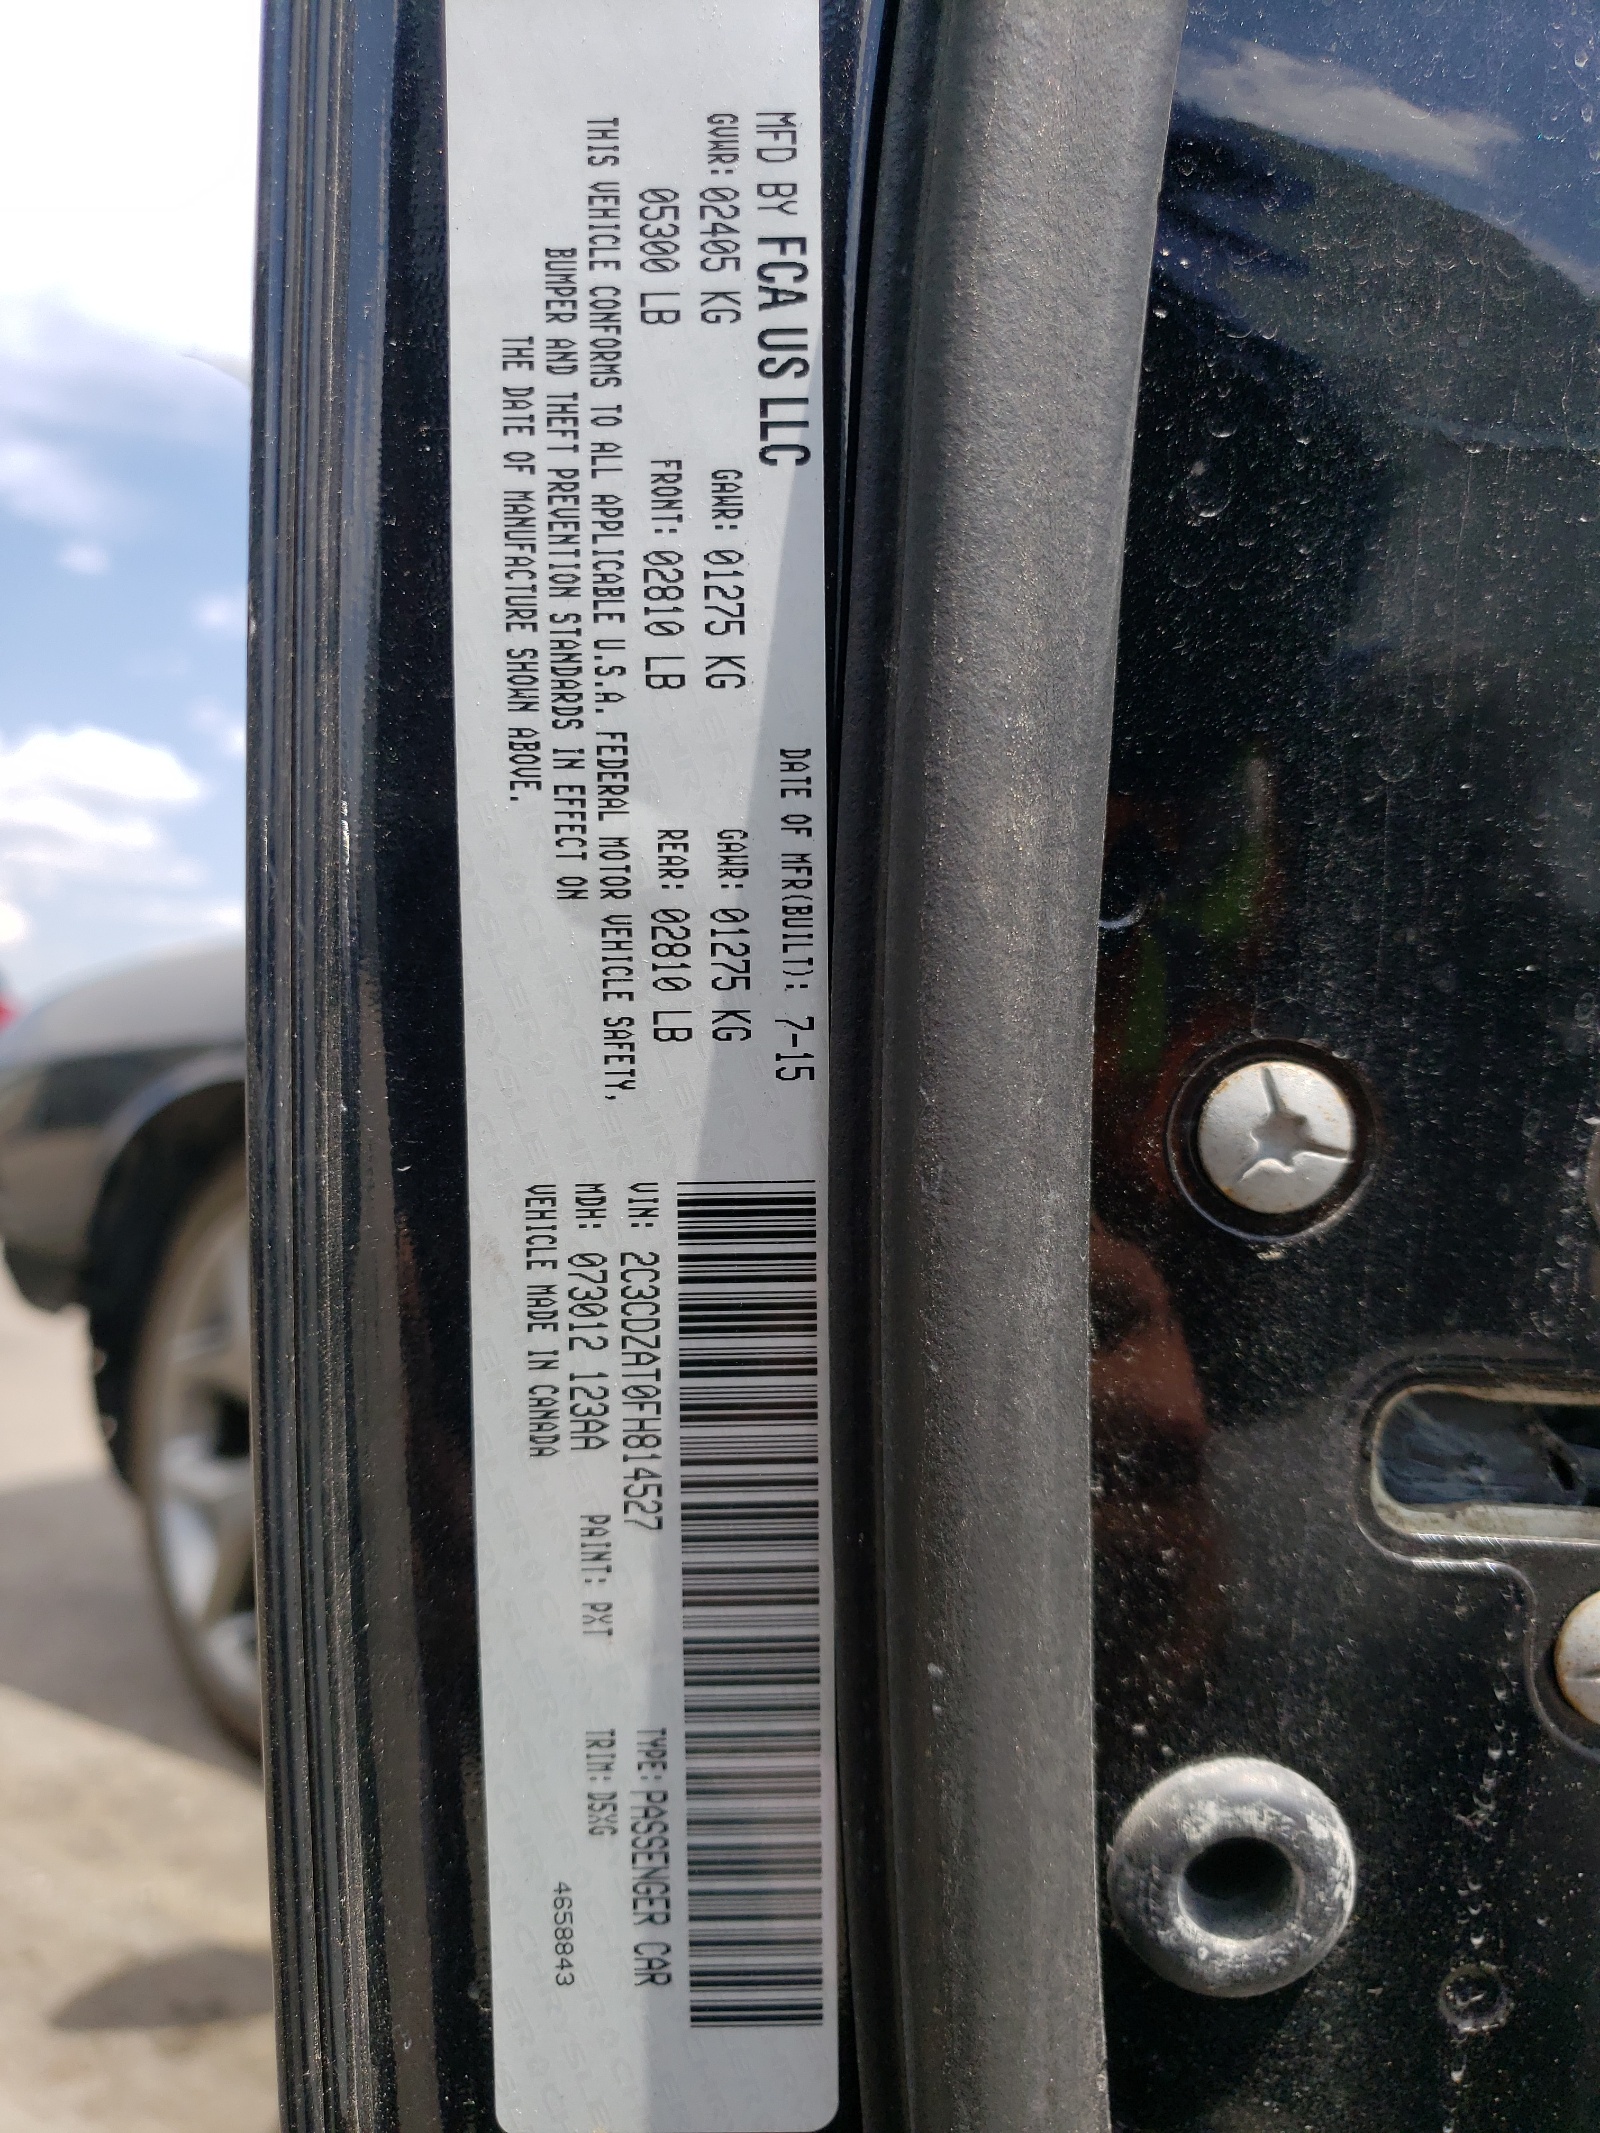 MFD BY FCA US LLC
DATE OF MFR(BUILT): 7-15
GVWR: 02405 KG GAWR: 01275 KG GAWR: 01275 KG
05300 LB FRONT: 02810 LB REAR: 02810 LB
THIS VEHICLE CONFORMS TO ALL APPLICABLE U.S.A. FEDERAL MOTOR VEHICLE SAFETY,
BUMPER AND THEFT PREVENTION STANDARDS IN EFFECT ON
THE DATE OF MANUFACTURE SHOWN ABOVE.
VIN: 2C3CDZAT0FH814527 TYPE: PASSENGER CAR
MDH: 073012 123AA PAINT: PXT TRIM: D5XG
VEHICLE MADE IN CANADA
4658843